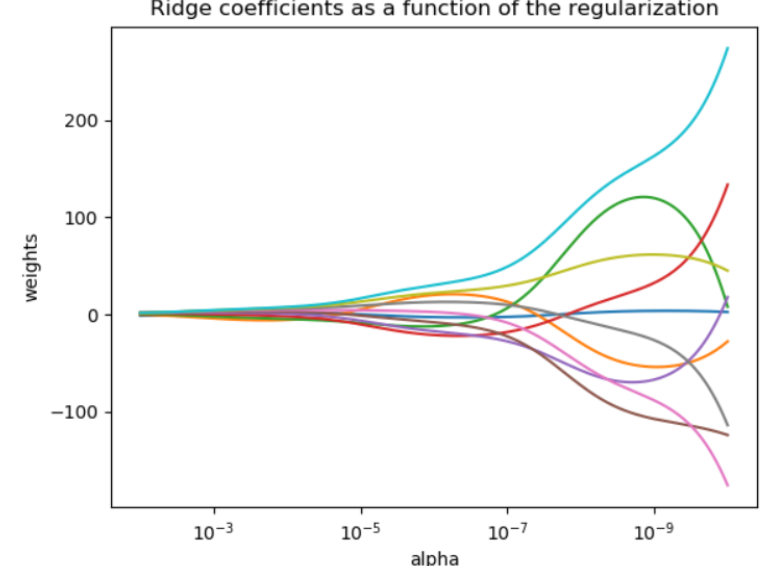 Ridge coefficients as a function of the regularization
weights
200
100
0
−100
10⁻³ 10⁻⁵ 10⁻⁷ 10⁻⁹
alpha